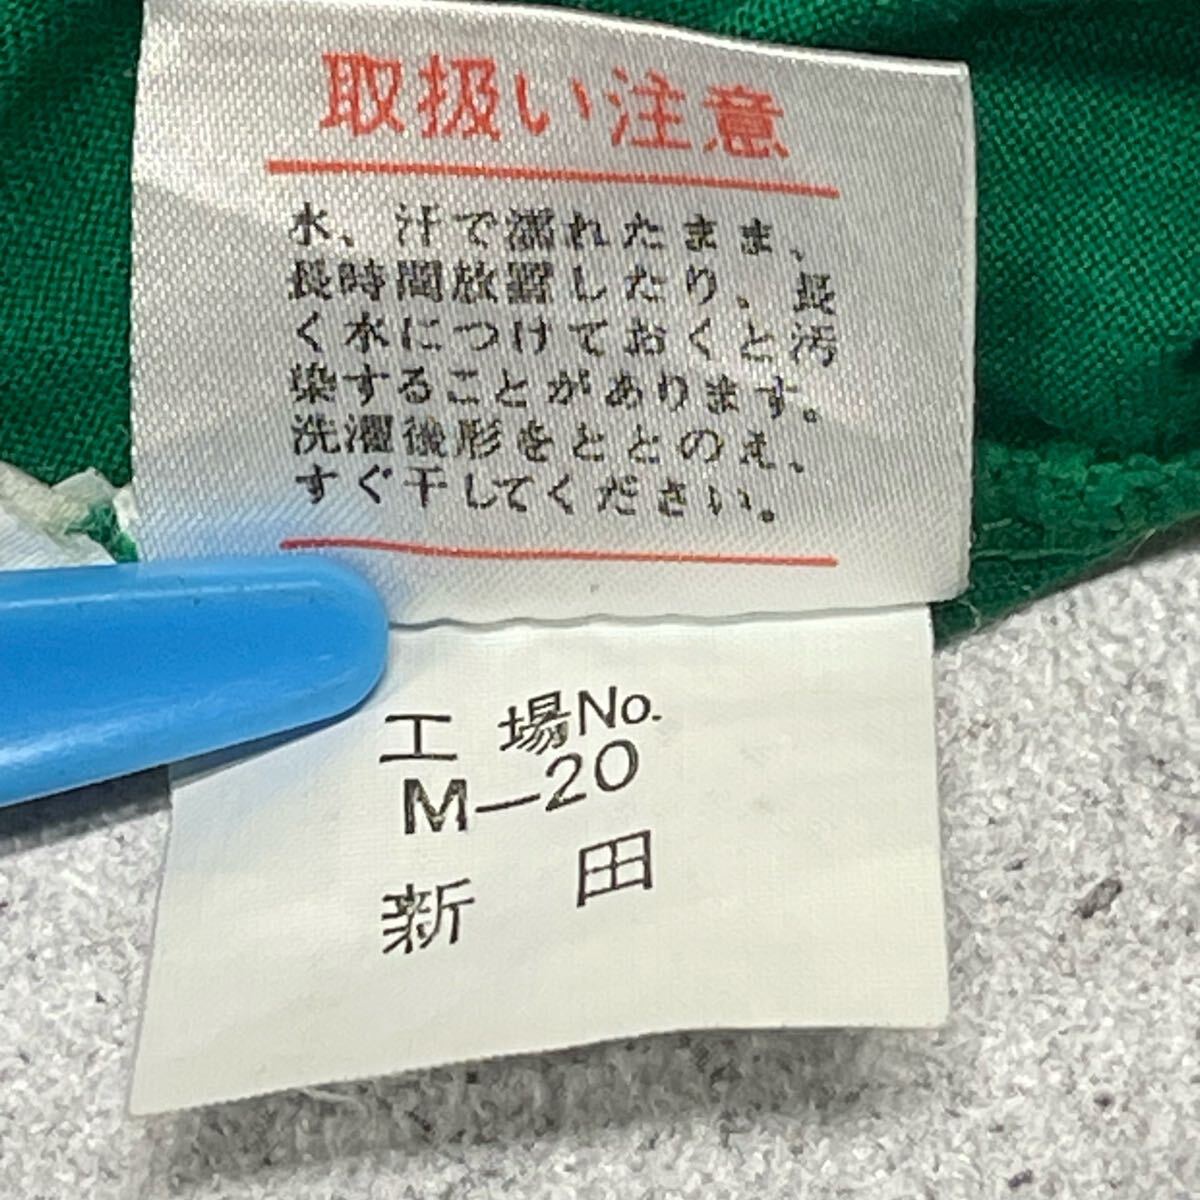 取扱い注意
水、汗で濡れたまま、
長時間放置したり、長
く水につけておくと汚
染することがあります。
洗濯後形をととのえ、
すぐ干してください。
工場No.
M—20
新田